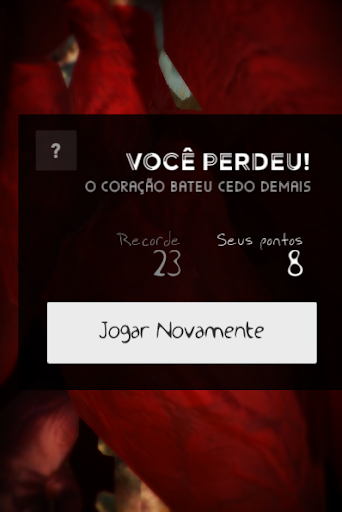 ?
VOCÊ PERDEU!
O CORAÇÃO BATEU CEDO DEMAIS
Recorde Seus pontos
23 8
Jogar Novamente